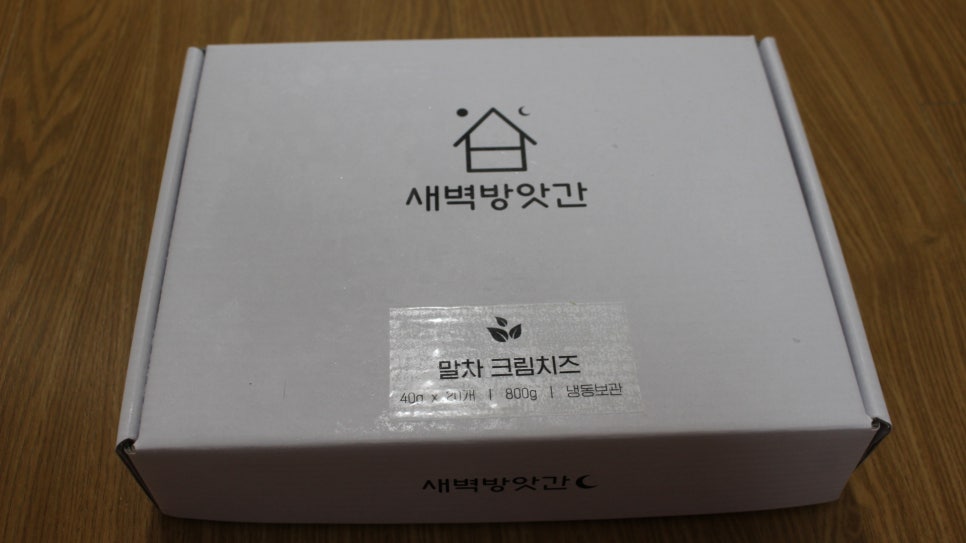 새벽방앗간
말차 크림치즈
40g x 20개 | 800g | 냉동보관
새벽방앗간